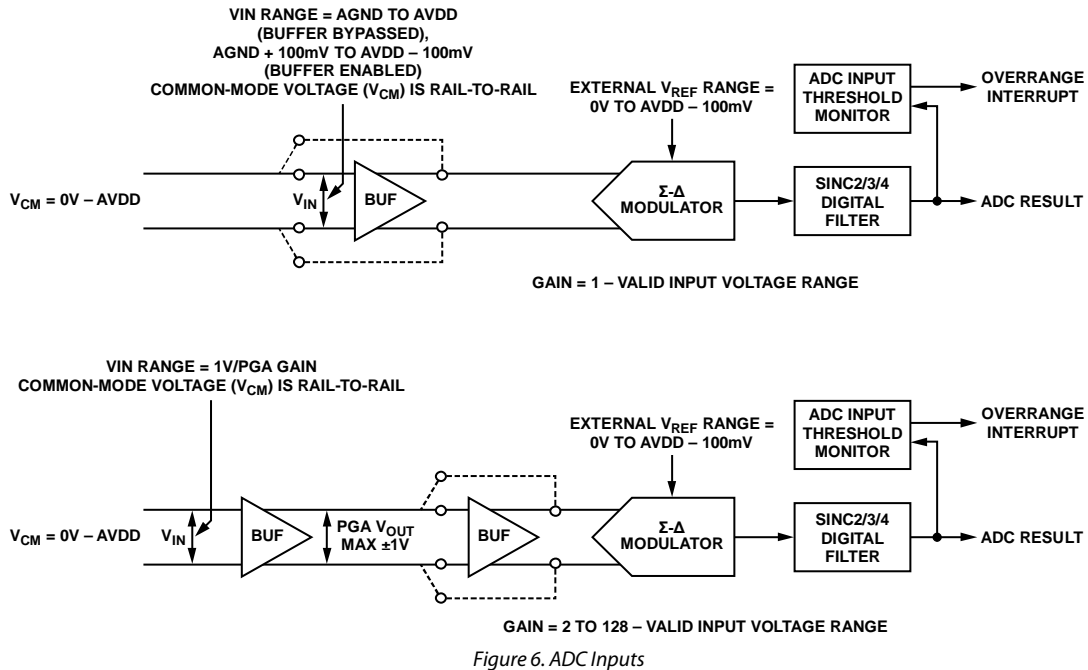 VIN RANGE = AGND TO AVDD
(BUFFER BYPASSED),
AGND + 100mV TO AVDD – 100mV
(BUFFER ENABLED)
COMMON-MODE VOLTAGE (VCM) IS RAIL-TO-RAIL
EXTERNAL VREF RANGE =
0V TO AVDD – 100mV
ADC INPUT
THRESHOLD
MONITOR
OVERRANGE
INTERRUPT
VCM = 0V – AVDD
VIN
BUF
Σ-Δ
MODULATOR
SINC2/3/4
DIGITAL
FILTER
ADC RESULT
GAIN = 1 – VALID INPUT VOLTAGE RANGE
VIN RANGE = 1V/PGA GAIN
COMMON-MODE VOLTAGE (VCM) IS RAIL-TO-RAIL
EXTERNAL VREF RANGE =
0V TO AVDD – 100mV
ADC INPUT
THRESHOLD
MONITOR
OVERRANGE
INTERRUPT
VCM = 0V – AVDD
VIN
BUF
PGA VOUT
MAX ±1V
BUF
Σ-Δ
MODULATOR
SINC2/3/4
DIGITAL
FILTER
ADC RESULT
GAIN = 2 TO 128 – VALID INPUT VOLTAGE RANGE
Figure 6. ADC Inputs